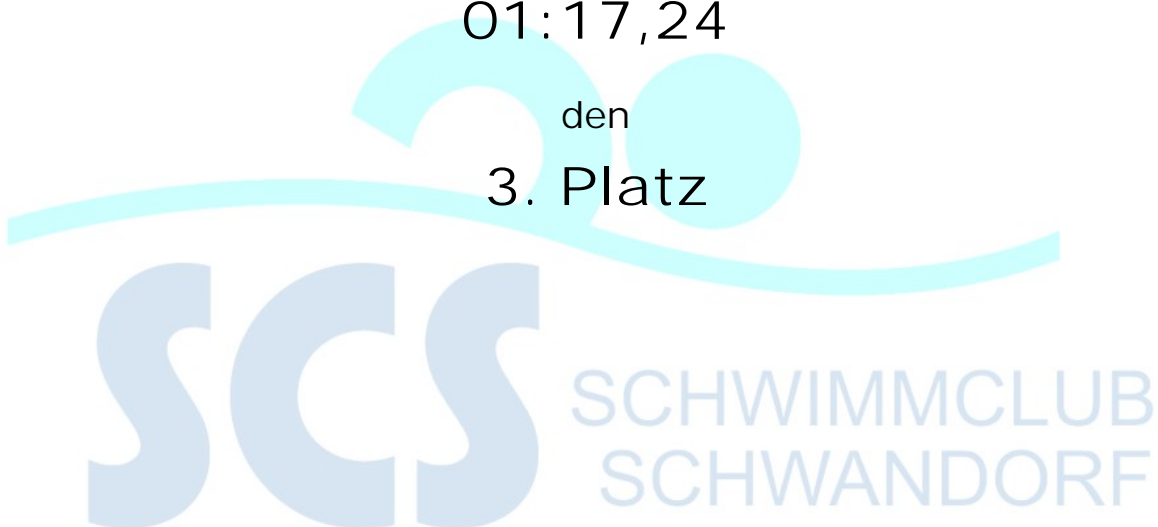 01:17,24
den
3. Platz
SCS
SCHWIMMCLUB
SCHWANDORF